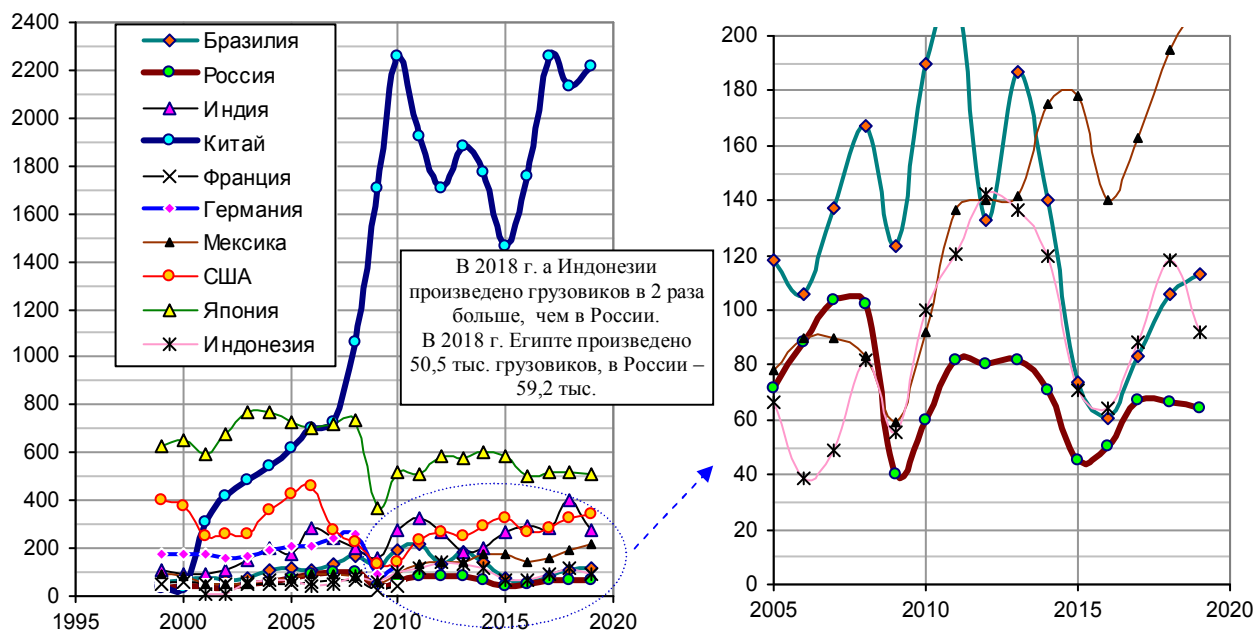 2400
2200
2000
1800
1600
1400
1200
1000
800
600
400
200
0
1995
2000
2005
2010
2015
2020
Бразилия
Россия
Индия
Китай
Франция
Германия
Мексика
США
Япония
Индонезия
В 2018 г. а Индонезии
произведено грузовиков в 2 раза
больше, чем в России.
В 2018 г. Египте произведено
50,5 тыс. грузовиков, в России –
59,2 тыс.
200
180
160
140
120
100
80
60
40
20
0
2005
2010
2015
2020